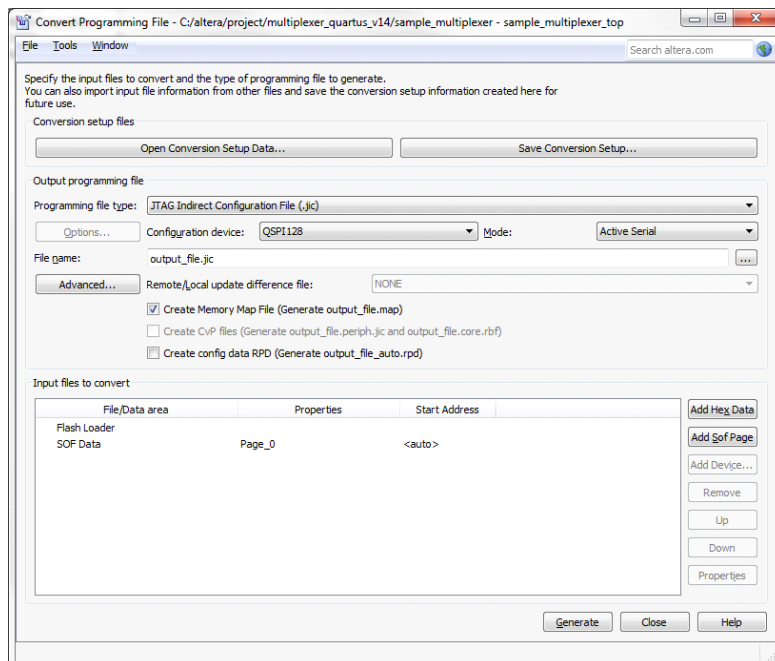 Convert Programming File - C:/altera/project/multiplexer_quartus_v14/sample_multiplexer - sample_multiplexer_top
File Tools Window
Search altera.com
Specify the input files to convert and the type of programming file to generate.
You can also import input file information from other files and save the conversion setup information created here for
future use.
Conversion setup files
Open Conversion Setup Data... Save Conversion Setup...
Output programming file
Programming file type: JTAG Indirect Configuration File (.jic)
Options... Configuration device: QSPI128 Mode: Active Serial
File name: output_file.jic ...
Advanced... Remote/Local update difference file: NONE
Create Memory Map File (Generate output_file.map)
Create CvP files (Generate output_file.periph.jic and output_file.core.rbf)
Create config data RPD (Generate output_file_auto.rpd)
Input files to convert
File/Data area Properties Start Address
Flash Loader
SOF Data Page_0 <auto>
Add Hex Data
Add Sof Page
Add Device...
Remove
Up
Down
Properties
Generate Close Help